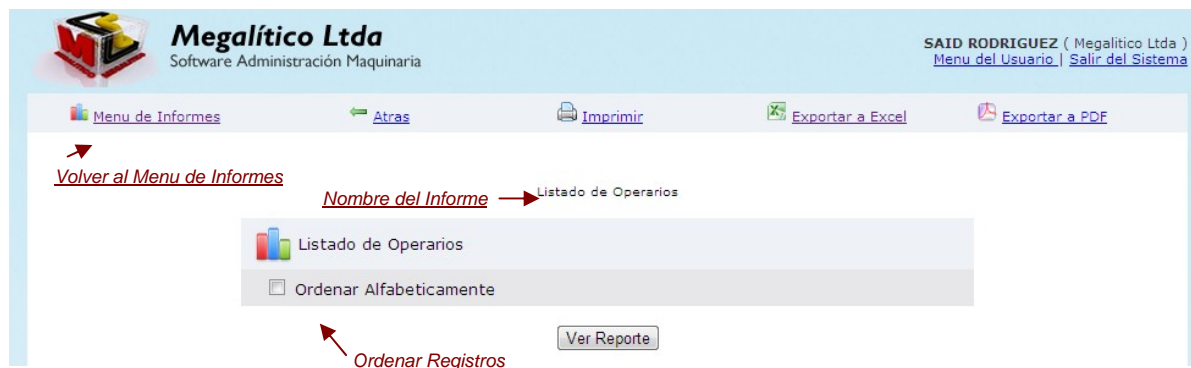 Megalítico Ltda
Software Administración Maquinaria
SAID RODRIGUEZ ( Megalitico Ltda )
Menu del Usuario | Salir del Sistema
Menu de Informes Atras Imprimir Exportar a Excel Exportar a PDF
Volver al Menu de Informes
Nombre del Informe Listado de Operarios
Listado de Operarios
Ordenar Alfabeticamente
Ver Reporte
Ordenar Registros